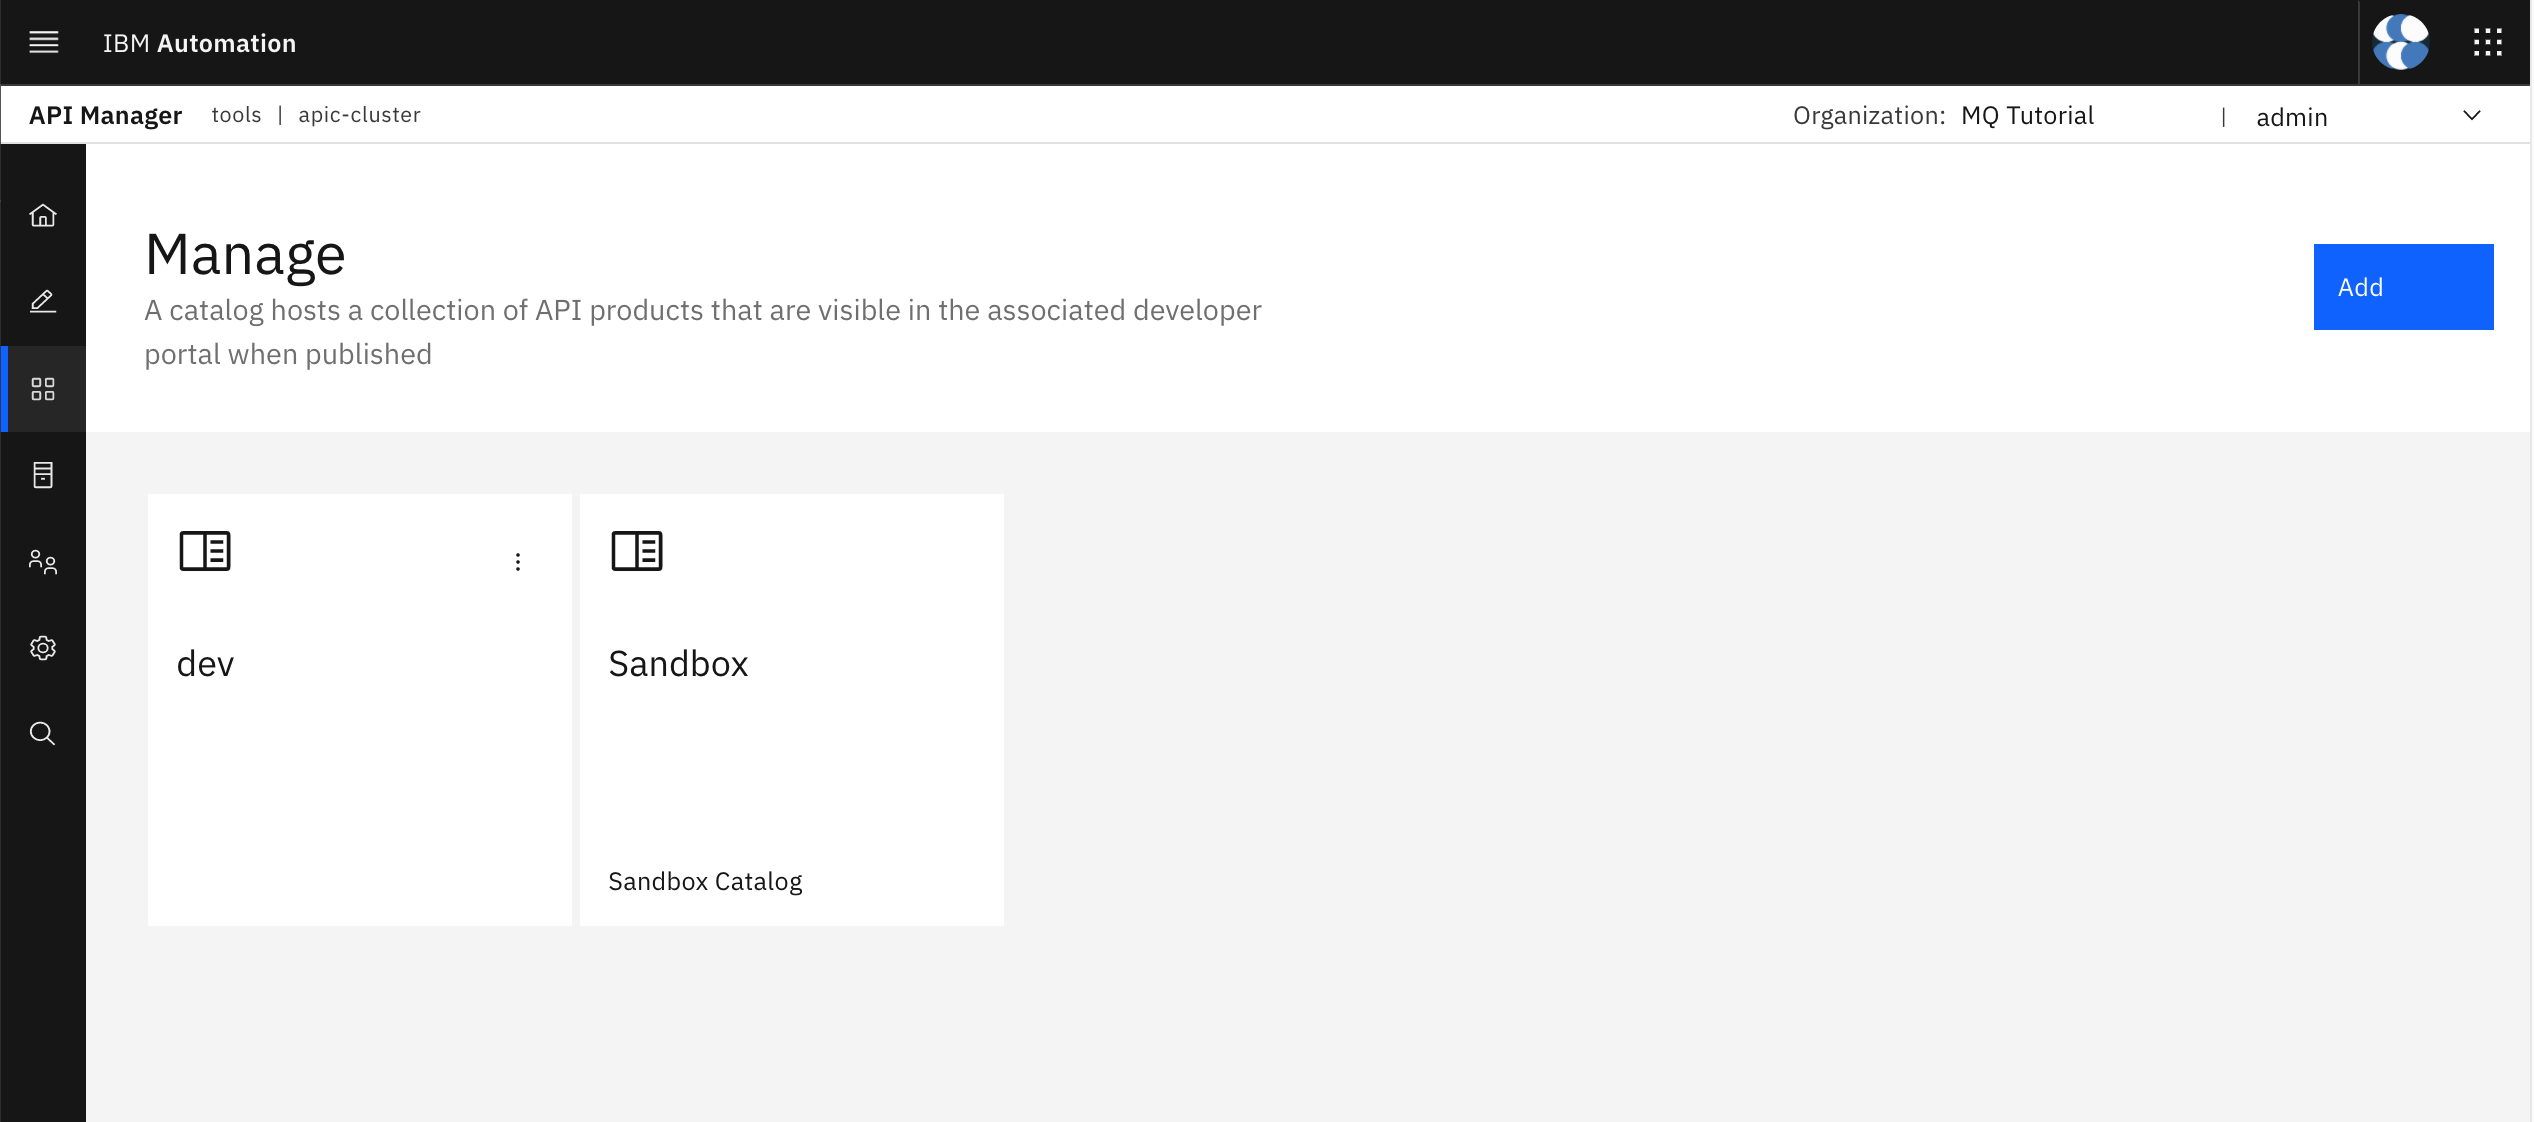 IBM Automation
API Manager tools | apic-cluster Organization: MQ Tutorial | admin
Manage
A catalog hosts a collection of API products that are visible in the associated developer
portal when published
Add
dev
Sandbox
Sandbox Catalog